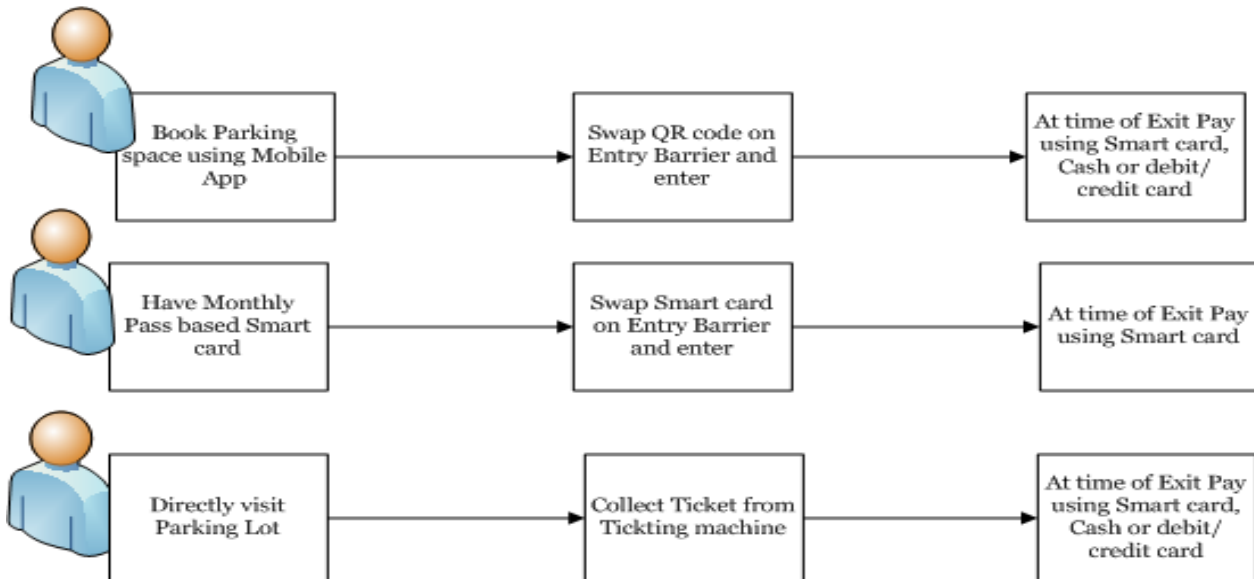 Book Parking
space using Mobile
App
Swap QR code on
Entry Barrier and
enter
At time of Exit Pay
using Smart card,
Cash or debit/
credit card
Have Monthly
Pass based Smart
card
Swap Smart card
on Entry Barrier
and enter
At time of Exit Pay
using Smart card
Directly visit
Parking Lot
Collect Ticket from
Tickting machine
At time of Exit Pay
using Smart card,
Cash or debit/
credit card